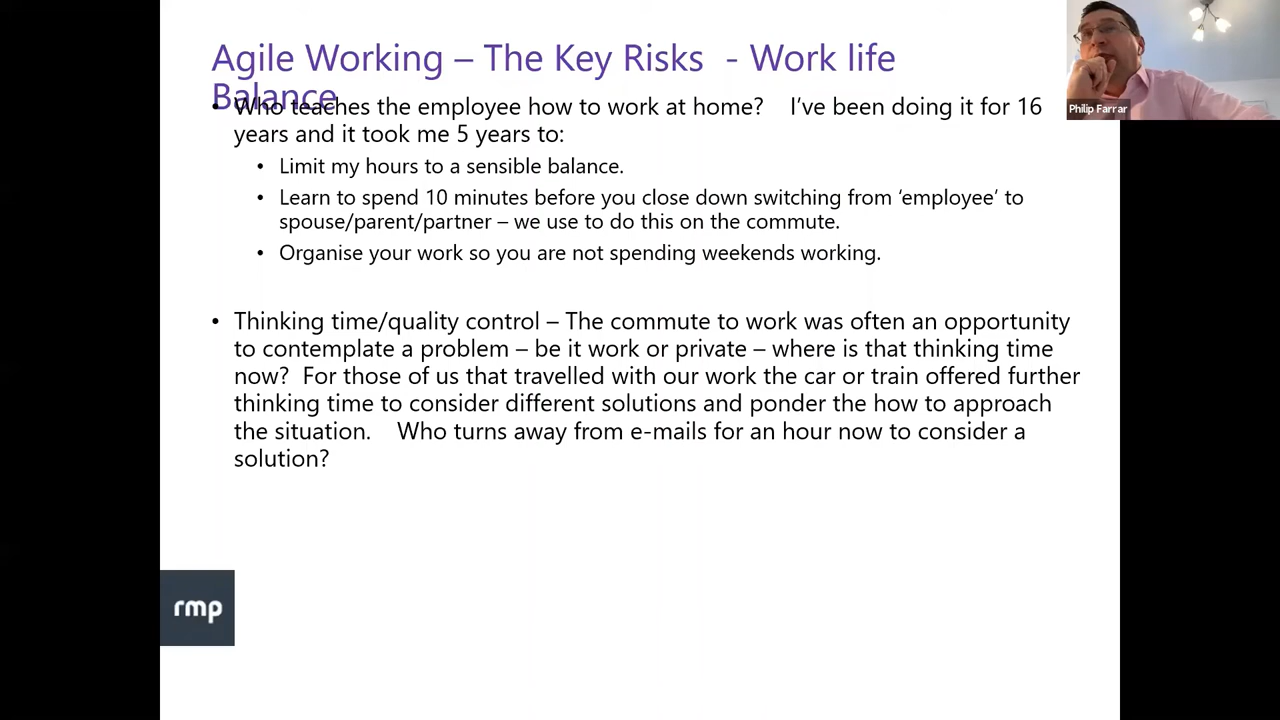 Agile Working – The Key Risks - Work life
Balance
• Who teaches the employee how to work at home? I've been doing it for 16
years and it took me 5 years to:
• Limit my hours to a sensible balance.
• Learn to spend 10 minutes before you close down switching from 'employee' to
spouse/parent/partner – we use to do this on the commute.
• Organise your work so you are not spending weekends working.
• Thinking time/quality control – The commute to work was often an opportunity
to contemplate a problem – be it work or private – where is that thinking time
now? For those of us that travelled with our work the car or train offered further
thinking time to consider different solutions and ponder the how to approach
the situation. Who turns away from e-mails for an hour now to consider a
solution?
rmp
Philip Farrar